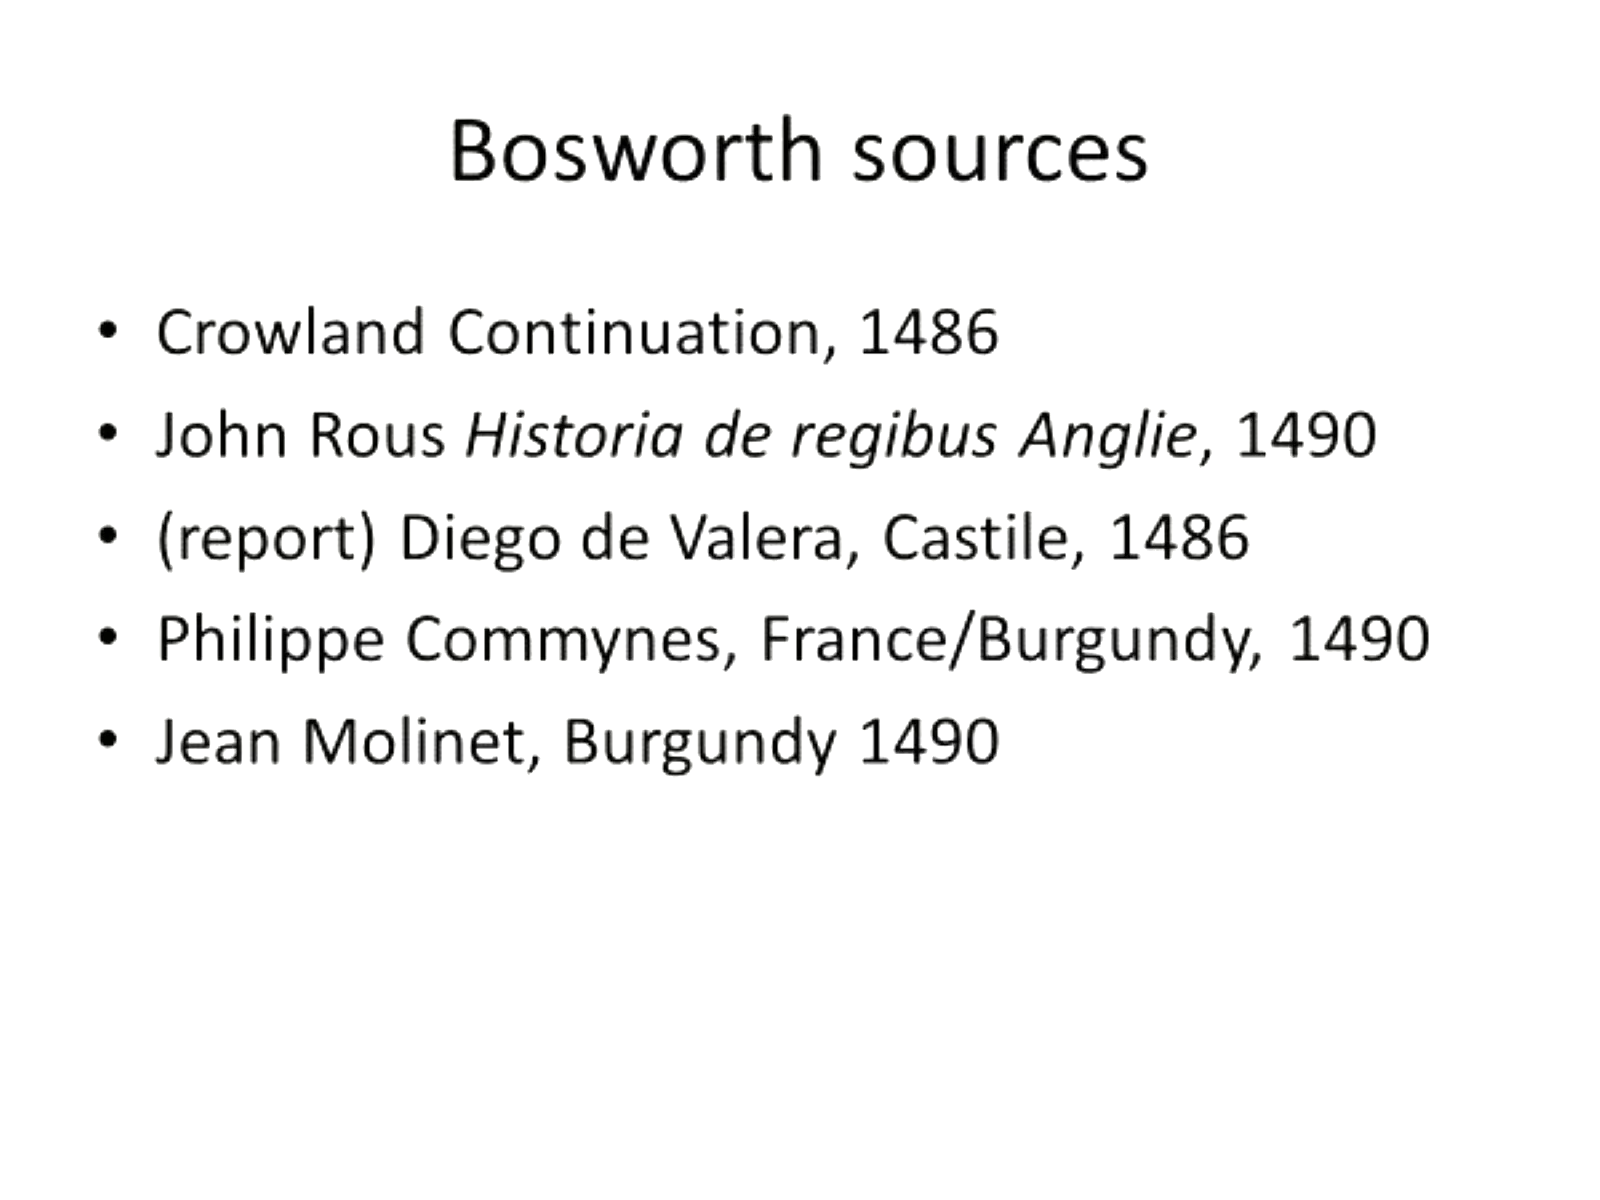 Bosworth sources
• Crowland Continuation, 1486
• John Rous Historia de regibus Anglie, 1490
• (report) Diego de Valera, Castile, 1486
• Philippe Commynes, France/Burgundy, 1490
• Jean Molinet, Burgundy 1490